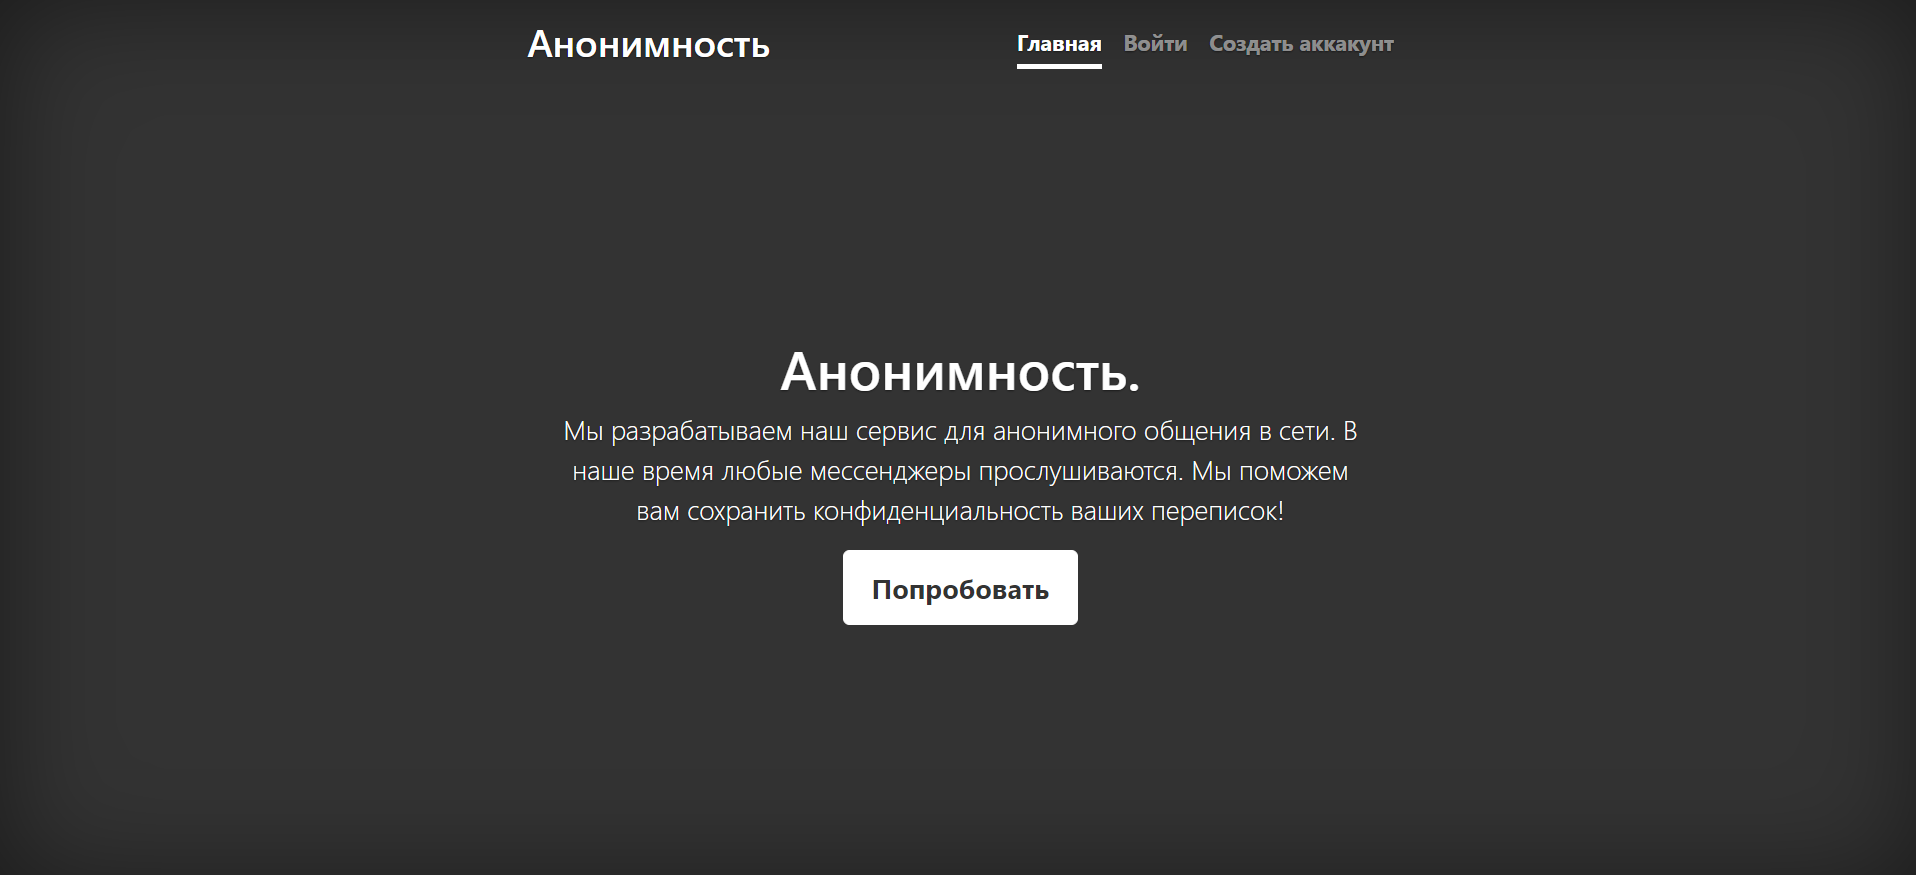 Анонимность
Главная Войти Создать аккакунт
Анонимность.
Мы разрабатываем наш сервис для анонимного общения в сети. В
наше время любые мессенджеры прослушиваются. Мы поможем
вам сохранить конфиденциальность ваших переписок!
Попробовать